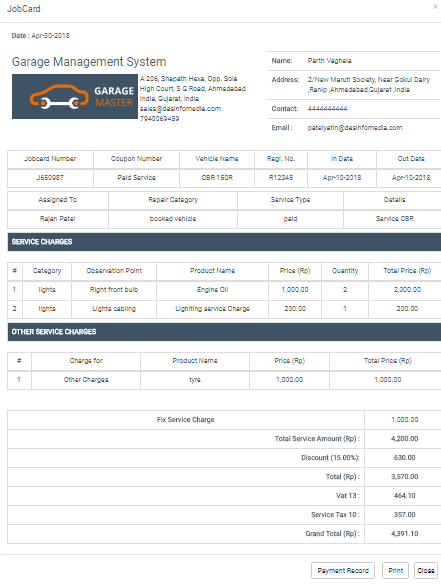 JobCard
×
Date : Apr-30-2018
Garage Management System
GARAGE
MASTER
A 206, Shapath Hexa, Opp. Sola
High Court, S G Road, Ahmedabad
India, Gujarat, India
sales@dasinfomedia.com
7940069459
Name: Parth Vaghela
Address: 2/New Maruti Society, Near Gokul Dairy
,Ranip ,Ahmedabad,Gujarat ,India
Contact: 4444444444
Email : patelyatin@dasinfomedia.com
Jobcard Number Coupon Number Vehicle Name Regi. No. In Date Out Date
J650987 Paid Service CBR 150R R12345 Apr-10-2018 Apr-10-2018
Assigned To Repair Category Service Type Details
Rajan Patel booked vehicle paid Service CBR
SERVICE CHARGES
# Category Observation Point Product Name Price (Rp) Quantity Total Price (Rp)
1 lights Right front bulb Engine Oil 1,000.00 2 2,000.00
2 lights Lights cabling Lighiting service Charge 200.00 1 200.00
OTHER SERVICE CHARGES
# Charge for Product Name Price (Rp) Total Price (Rp)
1 Other Charges tyre 1,000.00 1,000.00
Fix Service Charge 1,000.00
Total Service Amount (Rp) : 4,200.00
Discount (15.00%): 630.00
Total (Rp) : 3,570.00
Vat 13 : 464.10
Service Tax 10 : 357.00
Grand Total (Rp) : 4,391.10
Payment Record Print Close